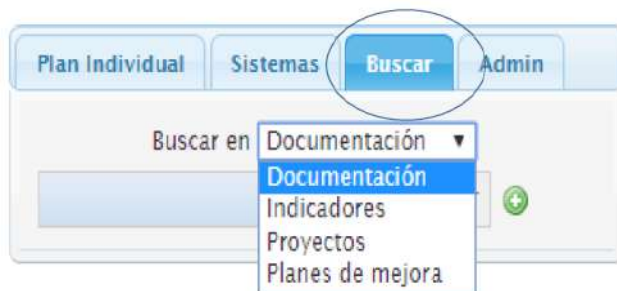 Plan Individual Sistemas Buscar Admin
Buscar en Documentación
Documentación
Indicadores
Proyectos
Planes de mejora